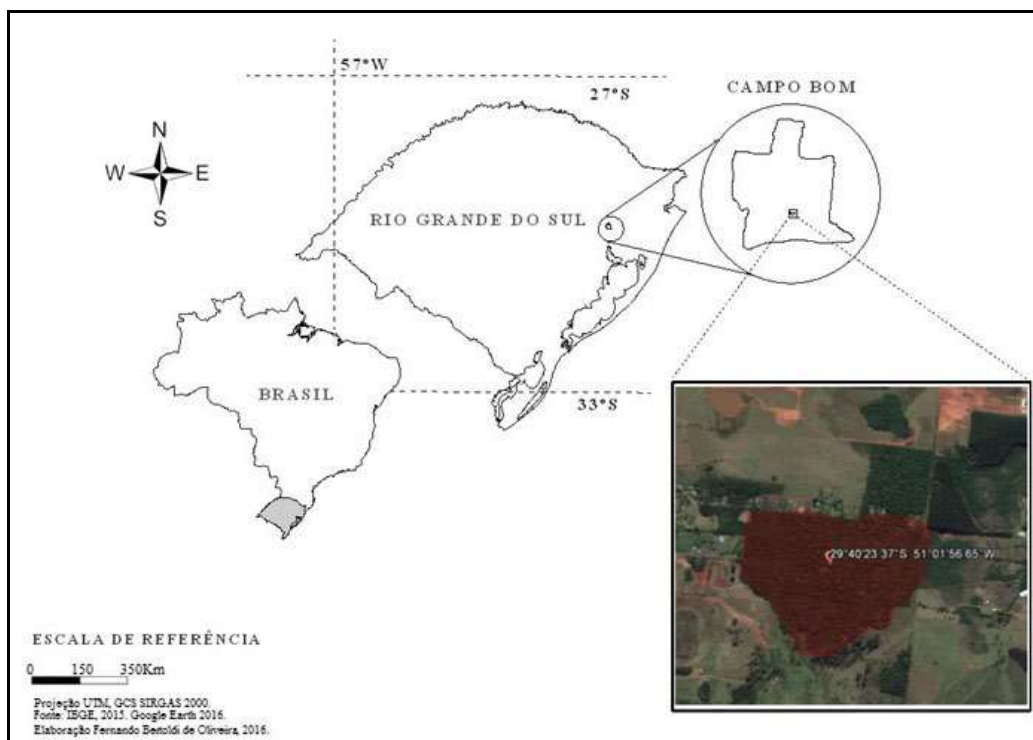 57°W
27°S
CAMPO BOM
N
W E
S
RIO GRANDE DO SUL
BRASIL
33°S
29°40'23.37"S 51°01'56.65"W
ESCALA DE REFERÊNCIA
0 150 350Km
Projeção UTM, GCS SIRGAS 2000.
Fonte: IBGE, 2015. Google Earth 2016.
Elaboração Fernando Bertoldi de Oliveira, 2016.